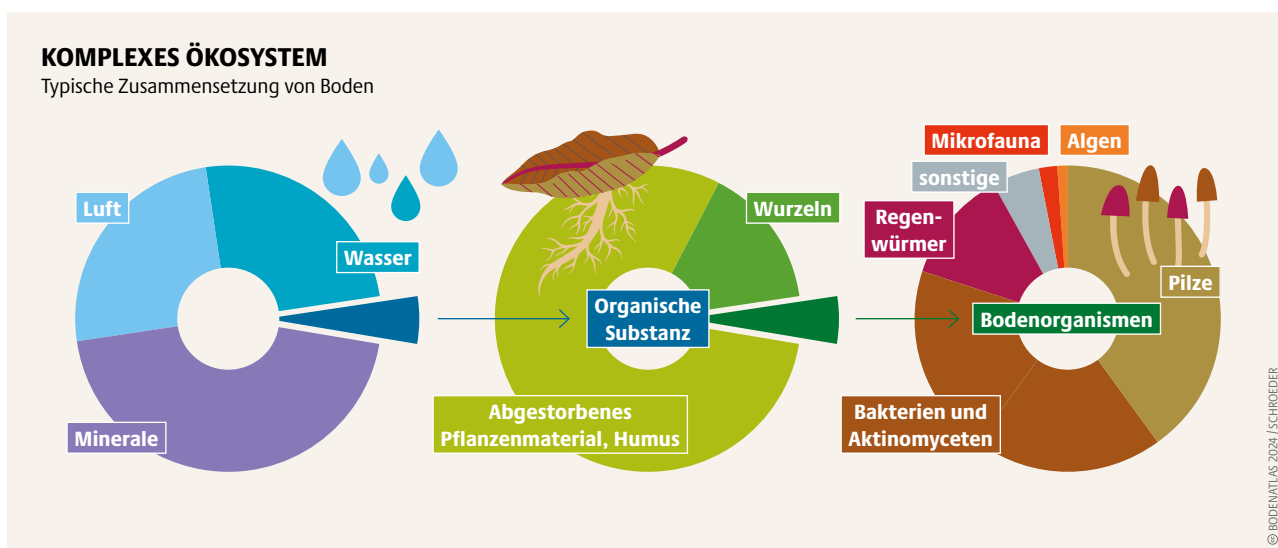 KOMPLEXES ÖKOSYSTEM
Typische Zusammensetzung von Boden
Luft
Wasser
Minerale
Wurzeln
Organische
Substanz
Abgestorbenes
Pflanzenmaterial, Humus
Mikrofauna
Algen
sonstige
Regen-
würmer
Pilze
Bodenorganismen
Bakterien und
Aktinomyceten
BODENATLAS 2024 / SCHROEDER